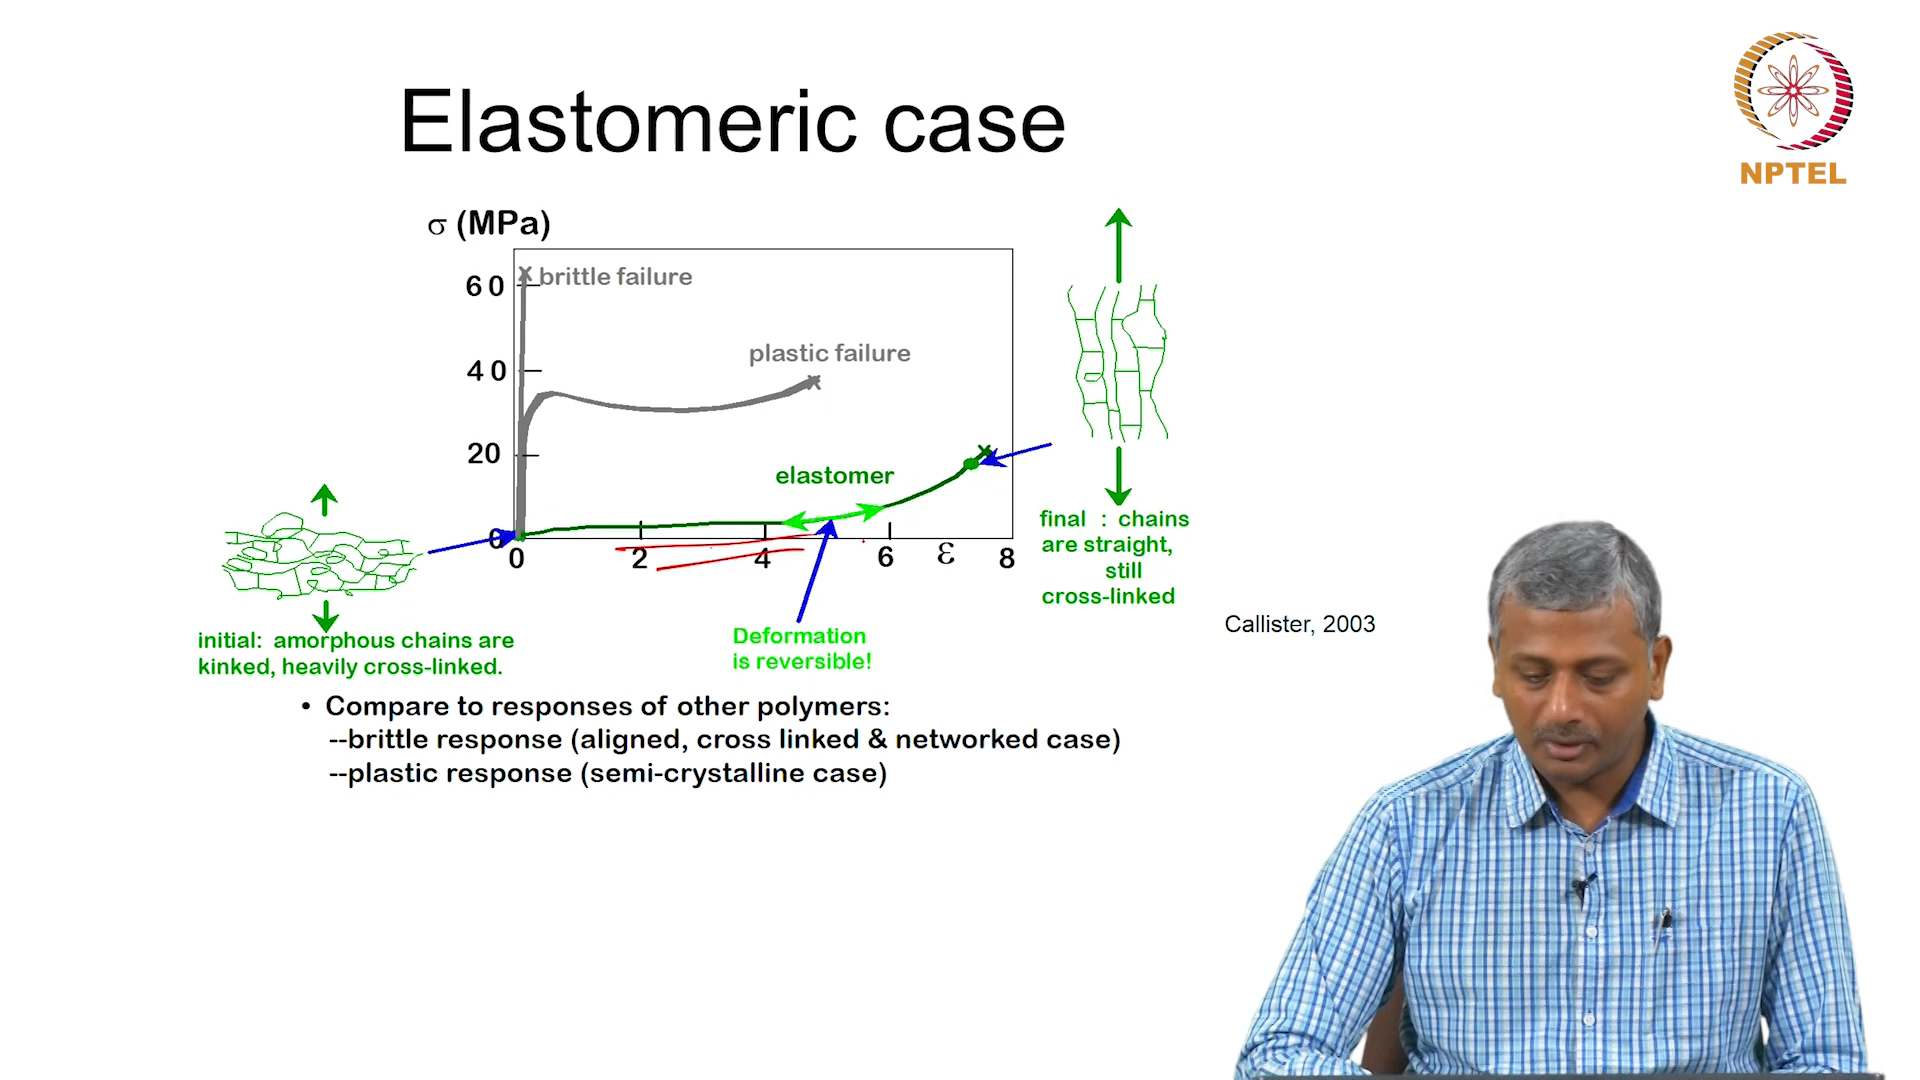 Elastomeric case
NPTEL
σ (MPa)
60
brittle failure
40
plastic failure
20
elastomer
0
0
2
4
6
ε
8
initial: amorphous chains are
kinked, heavily cross-linked.
Deformation
is reversible!
final : chains
are straight,
still
cross-linked
Callister, 2003
• Compare to responses of other polymers:
--brittle response (aligned, cross linked & networked case)
--plastic response (semi-crystalline case)